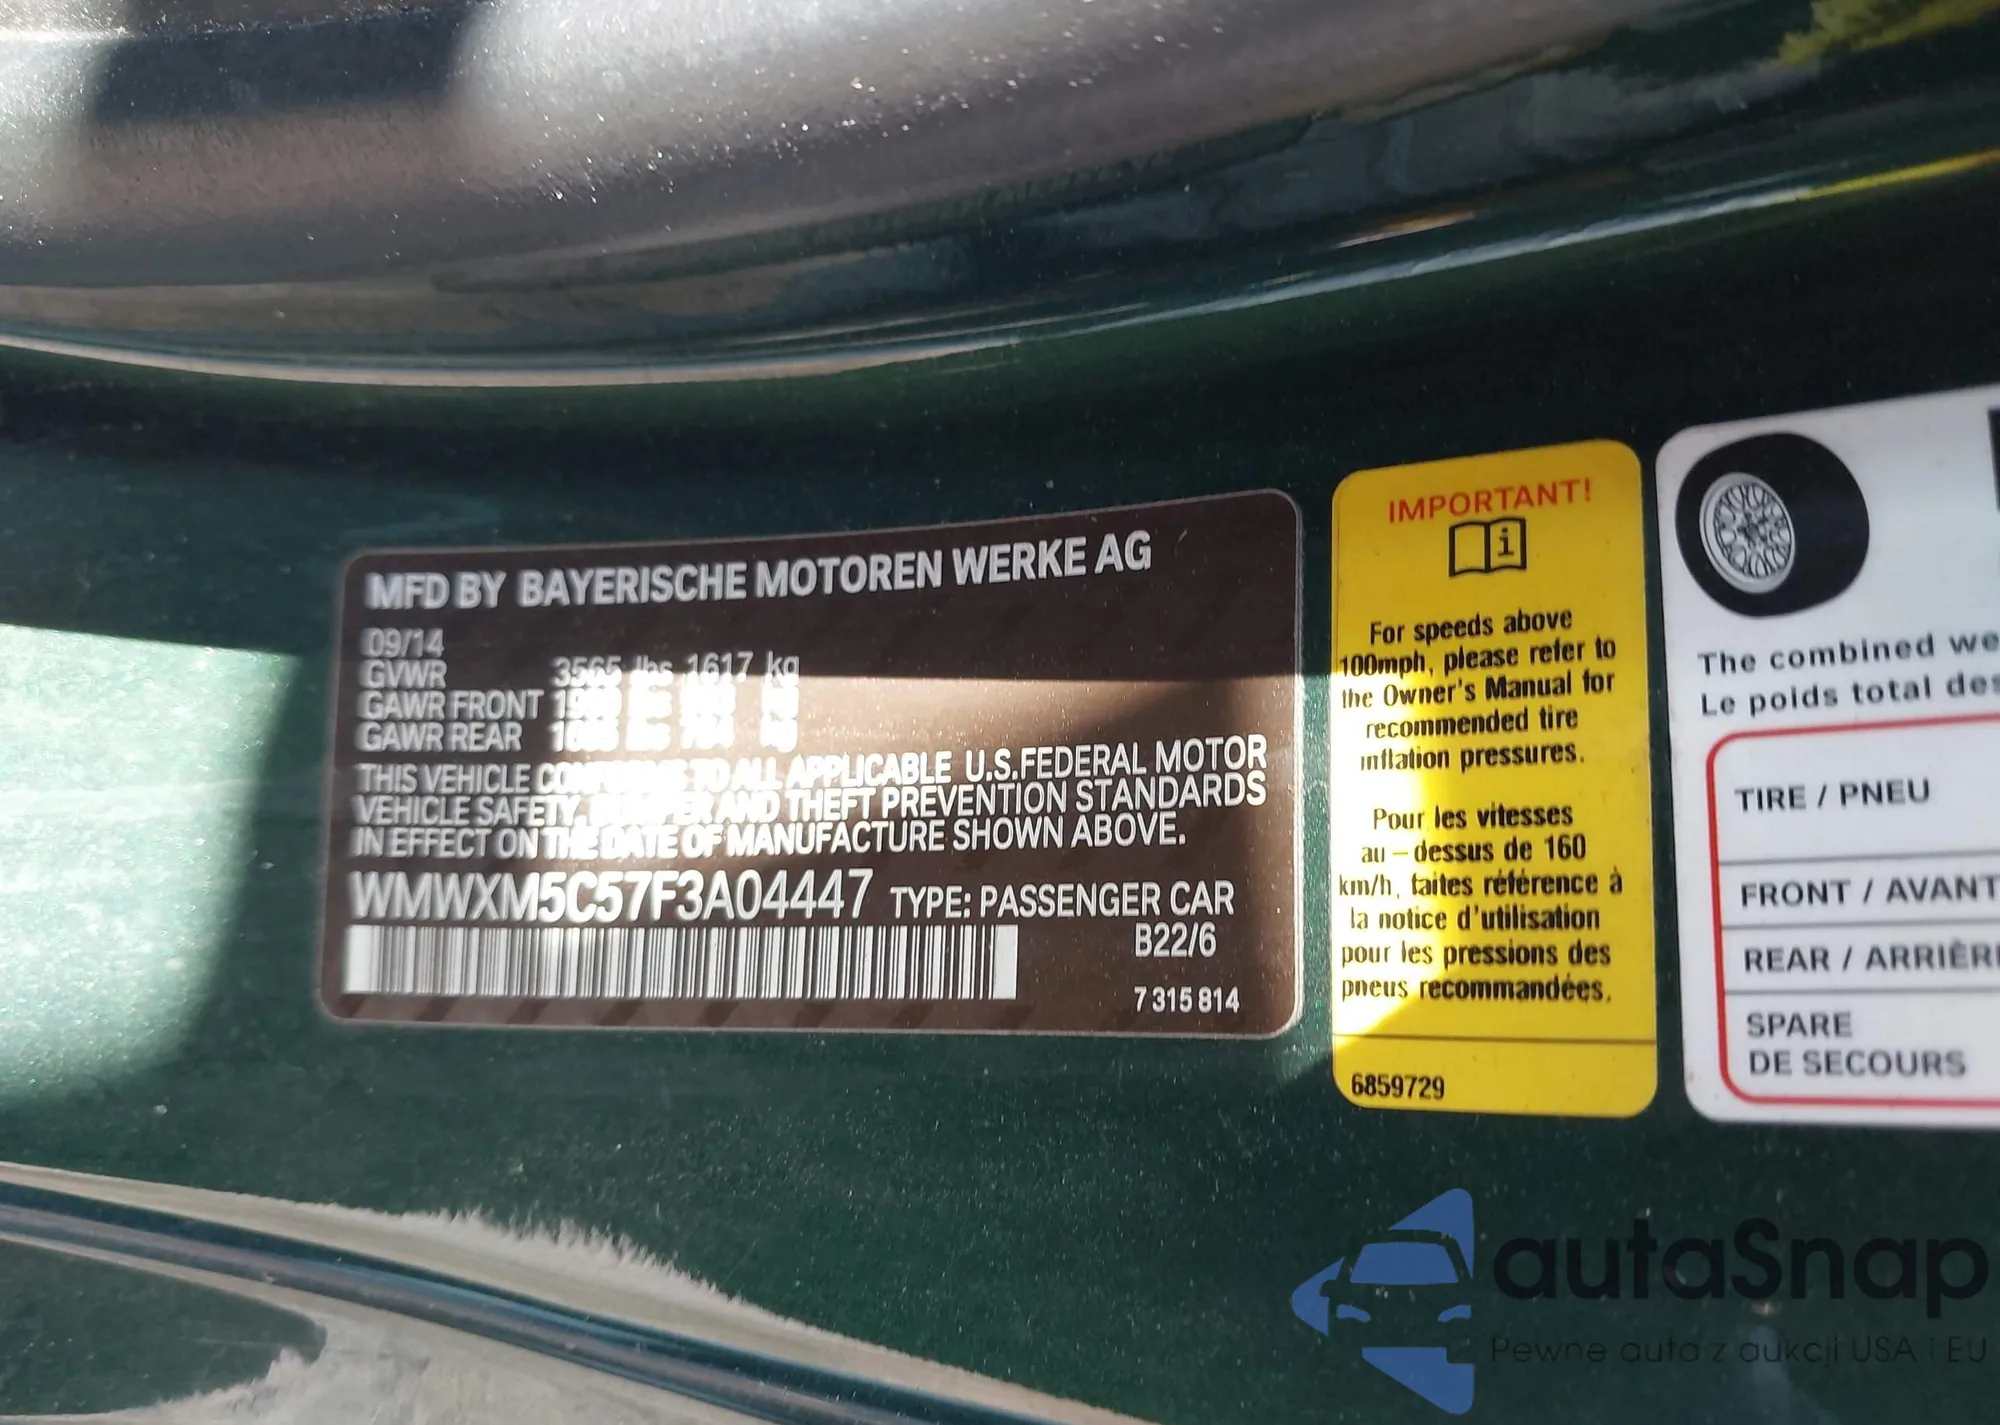 MFD BY BAYERISCHE MOTOREN WERKE AG
09/14
GVWR 3565 lbs 1617 kg
GAWR FRONT
GAWR REAR
THIS VEHICLE CONFORMS TO ALL APPLICABLE U.S.FEDERAL MOTOR
VEHICLE SAFETY, BUMPER AND THEFT PREVENTION STANDARDS
IN EFFECT ON THE DATE OF MANUFACTURE SHOWN ABOVE.
WMWXM5C57F3A04447 TYPE: PASSENGER CAR
B22/6
7 315 814
IMPORTANT!
i
For speeds above
100mph, please refer to
the Owner's Manual for
recommended tire
inflation pressures.
Pour les vitesses
au-dessus de 160
km/h, faites référence à
la notice d'utilisation
pour les pressions des
pneus recommandées.
6859729
The combined we
Le poids total des
TIRE / PNEU
FRONT / AVANT
REAR / ARRIÈR
SPARE
DE SECOURS
autaSnap
Pewne auta z aukcji USA i EU